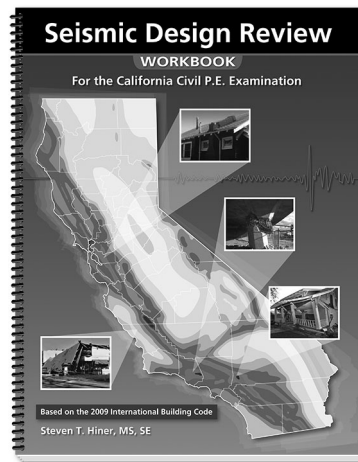 Seismic Design Review
WORKBOOK
For the California Civil P.E. Examination
Based on the 2009 International Building Code
Steven T. Hiner, MS, SE